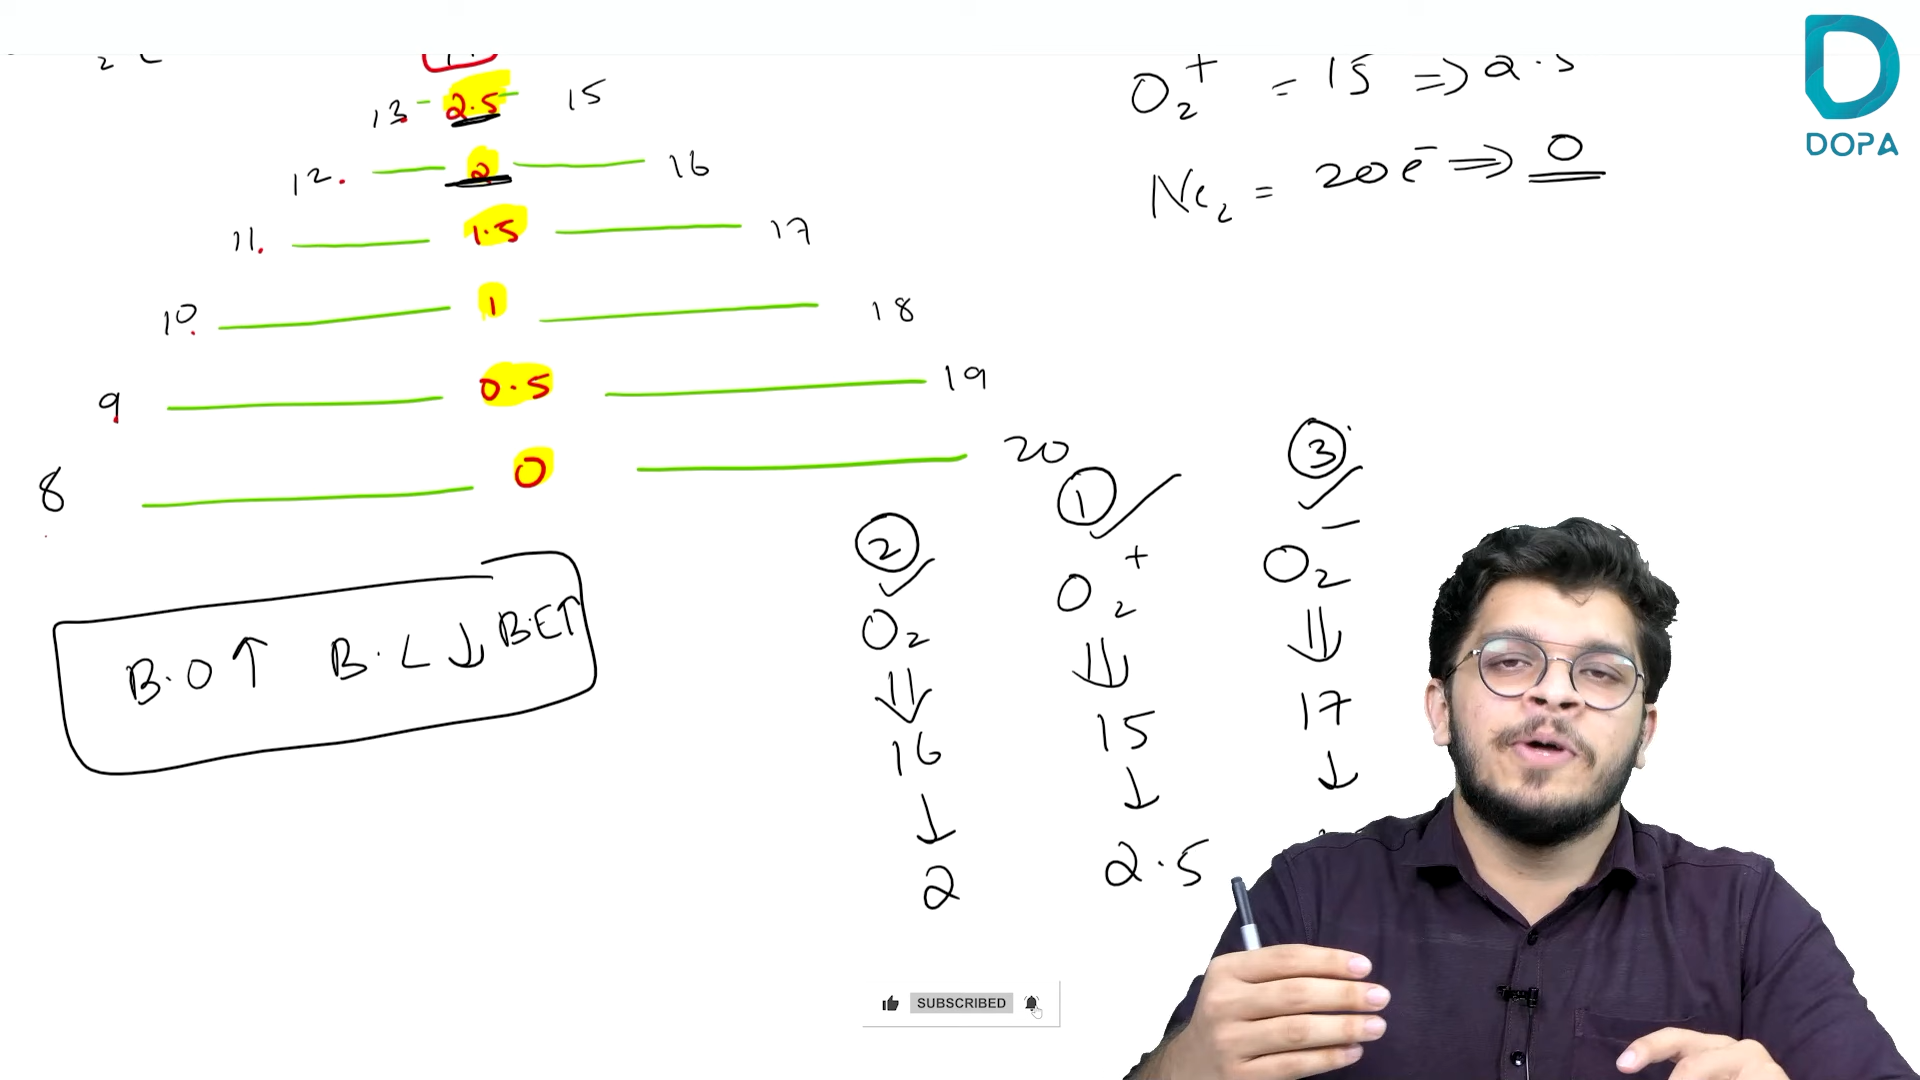 13. 2.5 15
12. 2 16
11. 1.5 17
10. 1 18
9. 0.5 19
8 0 20
B.O↑ B.L↓ B.E↑
O₂⁺ = 15 ⇒ 2.5
Ne₂ = 20e⁻ ⇒ 0
② ① ③
O₂ O₂⁺ O₂⁻
⇓ ⇓ ⇓
16 15 17
↓ ↓ ↓
2 2.5
DOPA
SUBSCRIBED